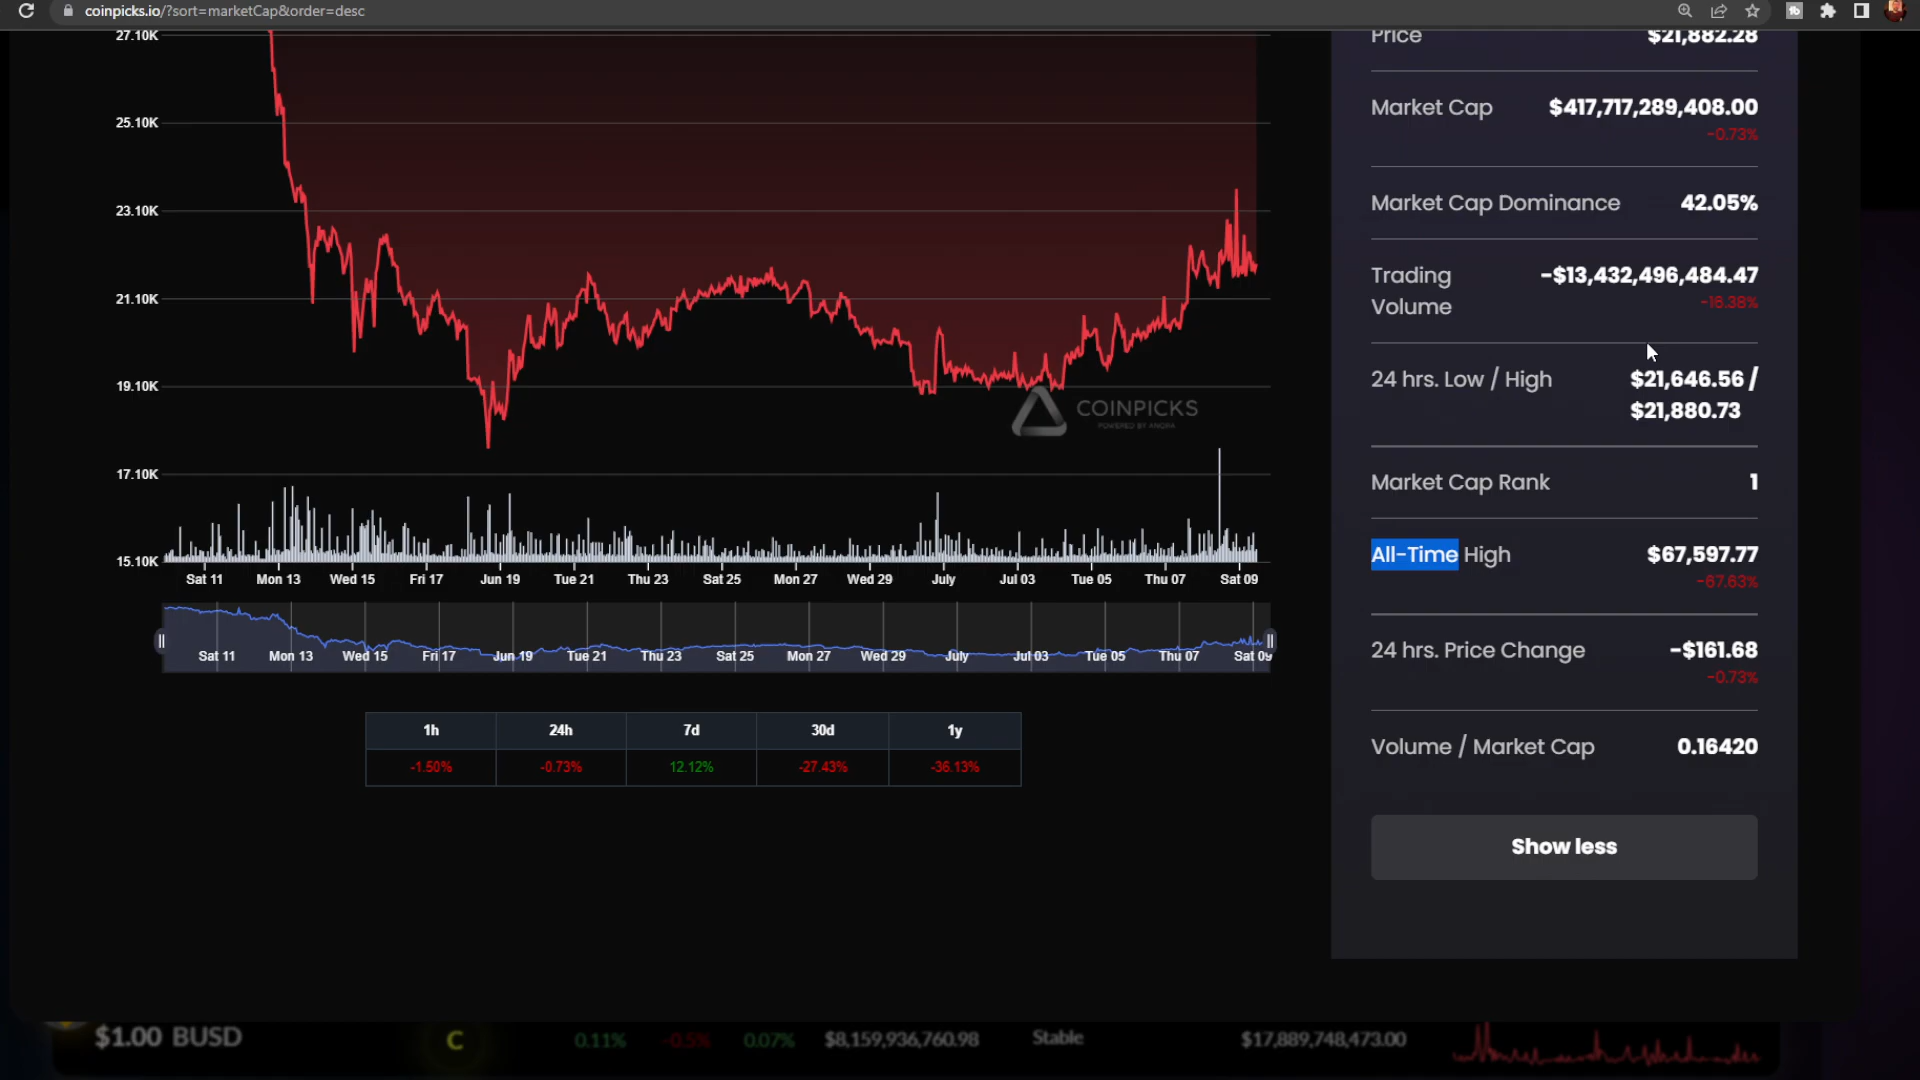 coinpicks.io/?sort=marketCap&order=desc
27.10K
25.10K
23.10K
21.10K
19.10K
17.10K
15.10K
COINPICKS
POWERED BY ANORA
Sat 11 Mon 13 Wed 15 Fri 17 Jun 19 Tue 21 Thu 23 Sat 25 Mon 27 Wed 29 July Jul 03 Tue 05 Thu 07 Sat 09
Sat 11 Mon 13 Wed 15 Fri 17 Jun 19 Tue 21 Thu 23 Sat 25 Mon 27 Wed 29 July Jul 03 Tue 05 Thu 07 Sat 09
1h 24h 7d 30d 1y
-1.50% -0.73% 12.12% -27.43% -36.13%
Price $21,882.28
Market Cap $417,717,289,408.00
-0.73%
Market Cap Dominance 42.05%
Trading Volume -$13,432,496,484.47
-16.38%
24 hrs. Low / High $21,646.56 /
$21,880.73
Market Cap Rank 1
All-Time High $67,597.77
-67.63%
24 hrs. Price Change -$161.68
-0.73%
Volume / Market Cap 0.16420
Show less
$1.00 BUSD C 0.11% -0.5% 0.07% $8,159,936,760.98 Stable $17,889,748,473.00